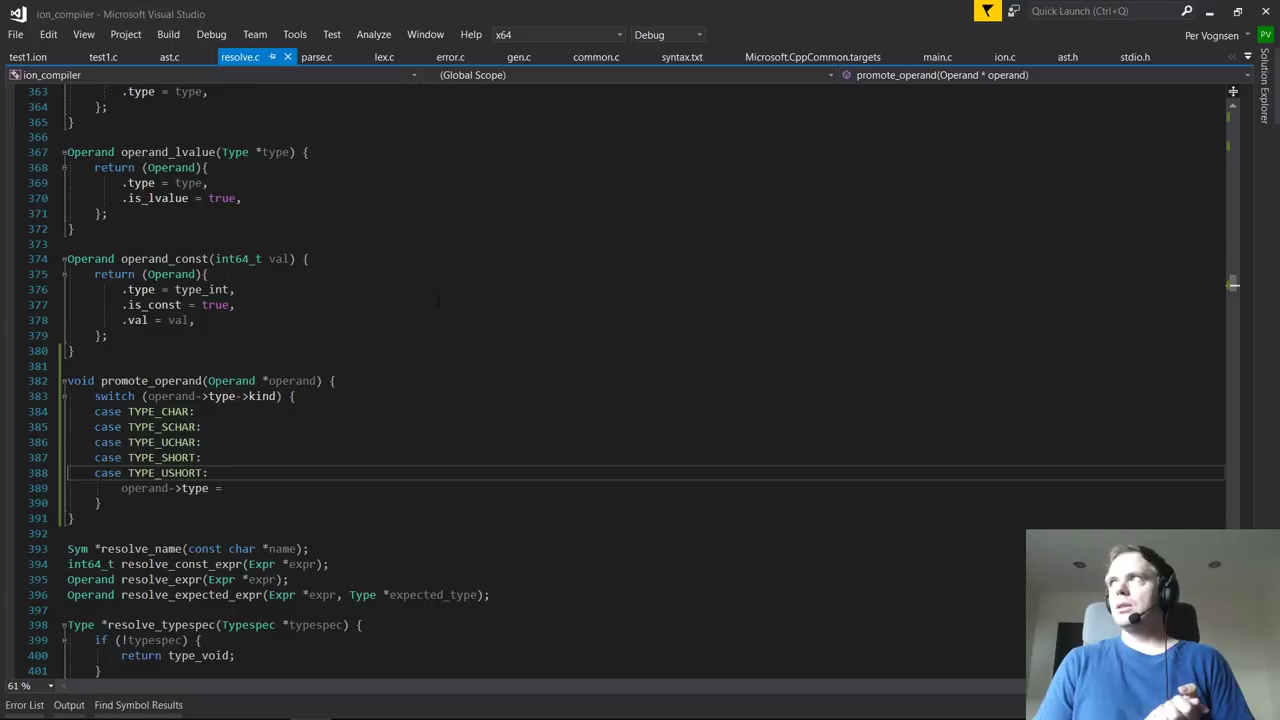 ion_compiler - Microsoft Visual Studio
Quick Launch (Ctrl+Q)
File Edit View Project Build Debug Team Tools Test Analyze Window Help x64 Debug Per Vognsen PV
test1.ion test1.c ast.c resolve.c parse.c lex.c error.c gen.c common.c syntax.txt Microsoft.CppCommon.targets main.c ion.c ast.h stdio.h
ion_compiler (Global Scope) promote_operand(Operand * operand)
Solution Explorer
363 .type = type,
364 };
365 }
366
367 Operand operand_lvalue(Type *type) {
368 return (Operand){
369 .type = type,
370 .is_lvalue = true,
371 };
372 }
373
374 Operand operand_const(int64_t val) {
375 return (Operand){
376 .type = type_int,
377 .is_const = true,
378 .val = val,
379 };
380 }
381
382 void promote_operand(Operand *operand) {
383 switch (operand->type->kind) {
384 case TYPE_CHAR:
385 case TYPE_SCHAR:
386 case TYPE_UCHAR:
387 case TYPE_SHORT:
388 case TYPE_USHORT:
389 operand->type =
390 }
391 }
392
393 Sym *resolve_name(const char *name);
394 int64_t resolve_const_expr(Expr *expr);
395 Operand resolve_expr(Expr *expr);
396 Operand resolve_expected_expr(Expr *expr, Type *expected_type);
397
398 Type *resolve_typespec(Typespec *typespec) {
399 if (!typespec) {
400 return type_void;
401 }
61 %
Error List Output Find Symbol Results